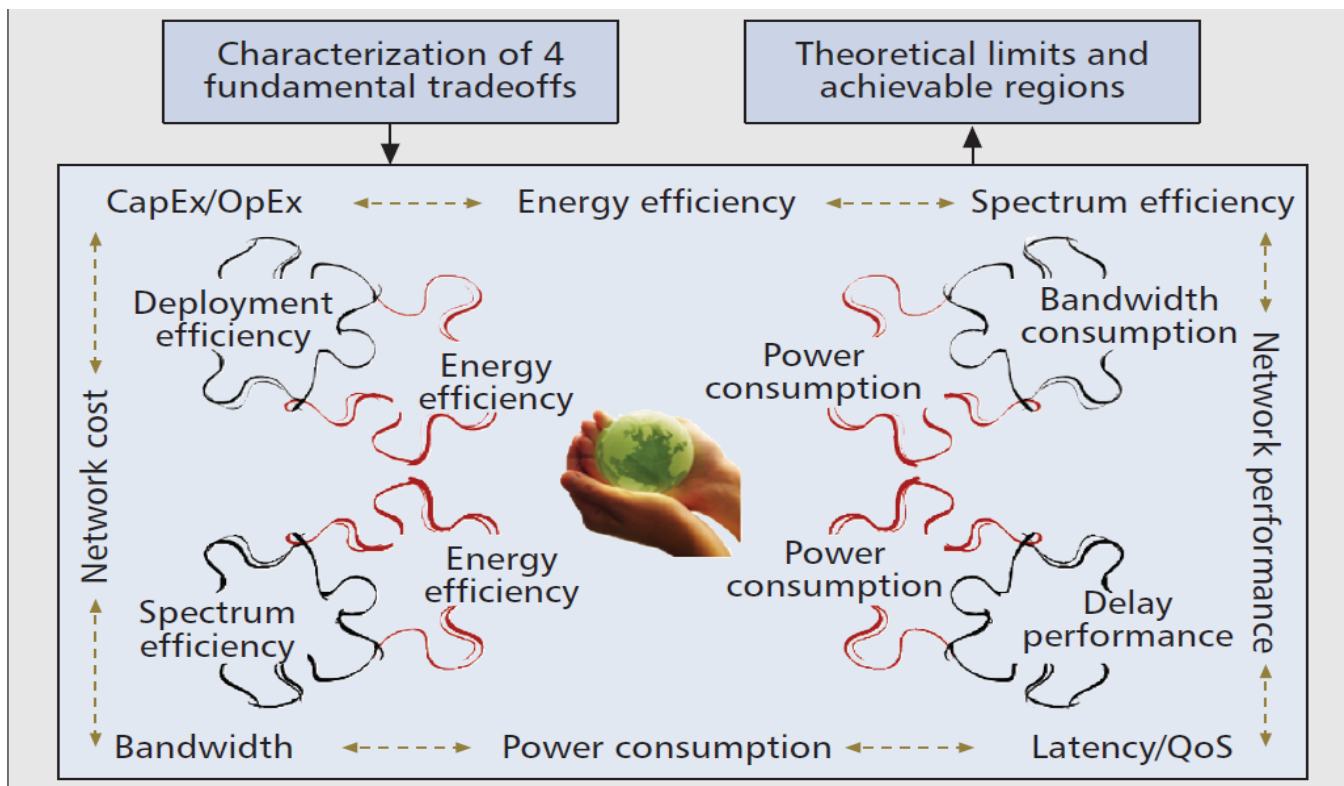 Characterization of 4
fundamental tradeoffs
Theoretical limits and
achievable regions
CapEx/OpEx
Energy efficiency
Spectrum efficiency
Deployment
efficiency
Bandwidth
consumption
Energy
efficiency
Power
consumption
Network cost
Network performance
Energy
efficiency
Power
consumption
Spectrum
efficiency
Delay
performance
Bandwidth
Power consumption
Latency/QoS